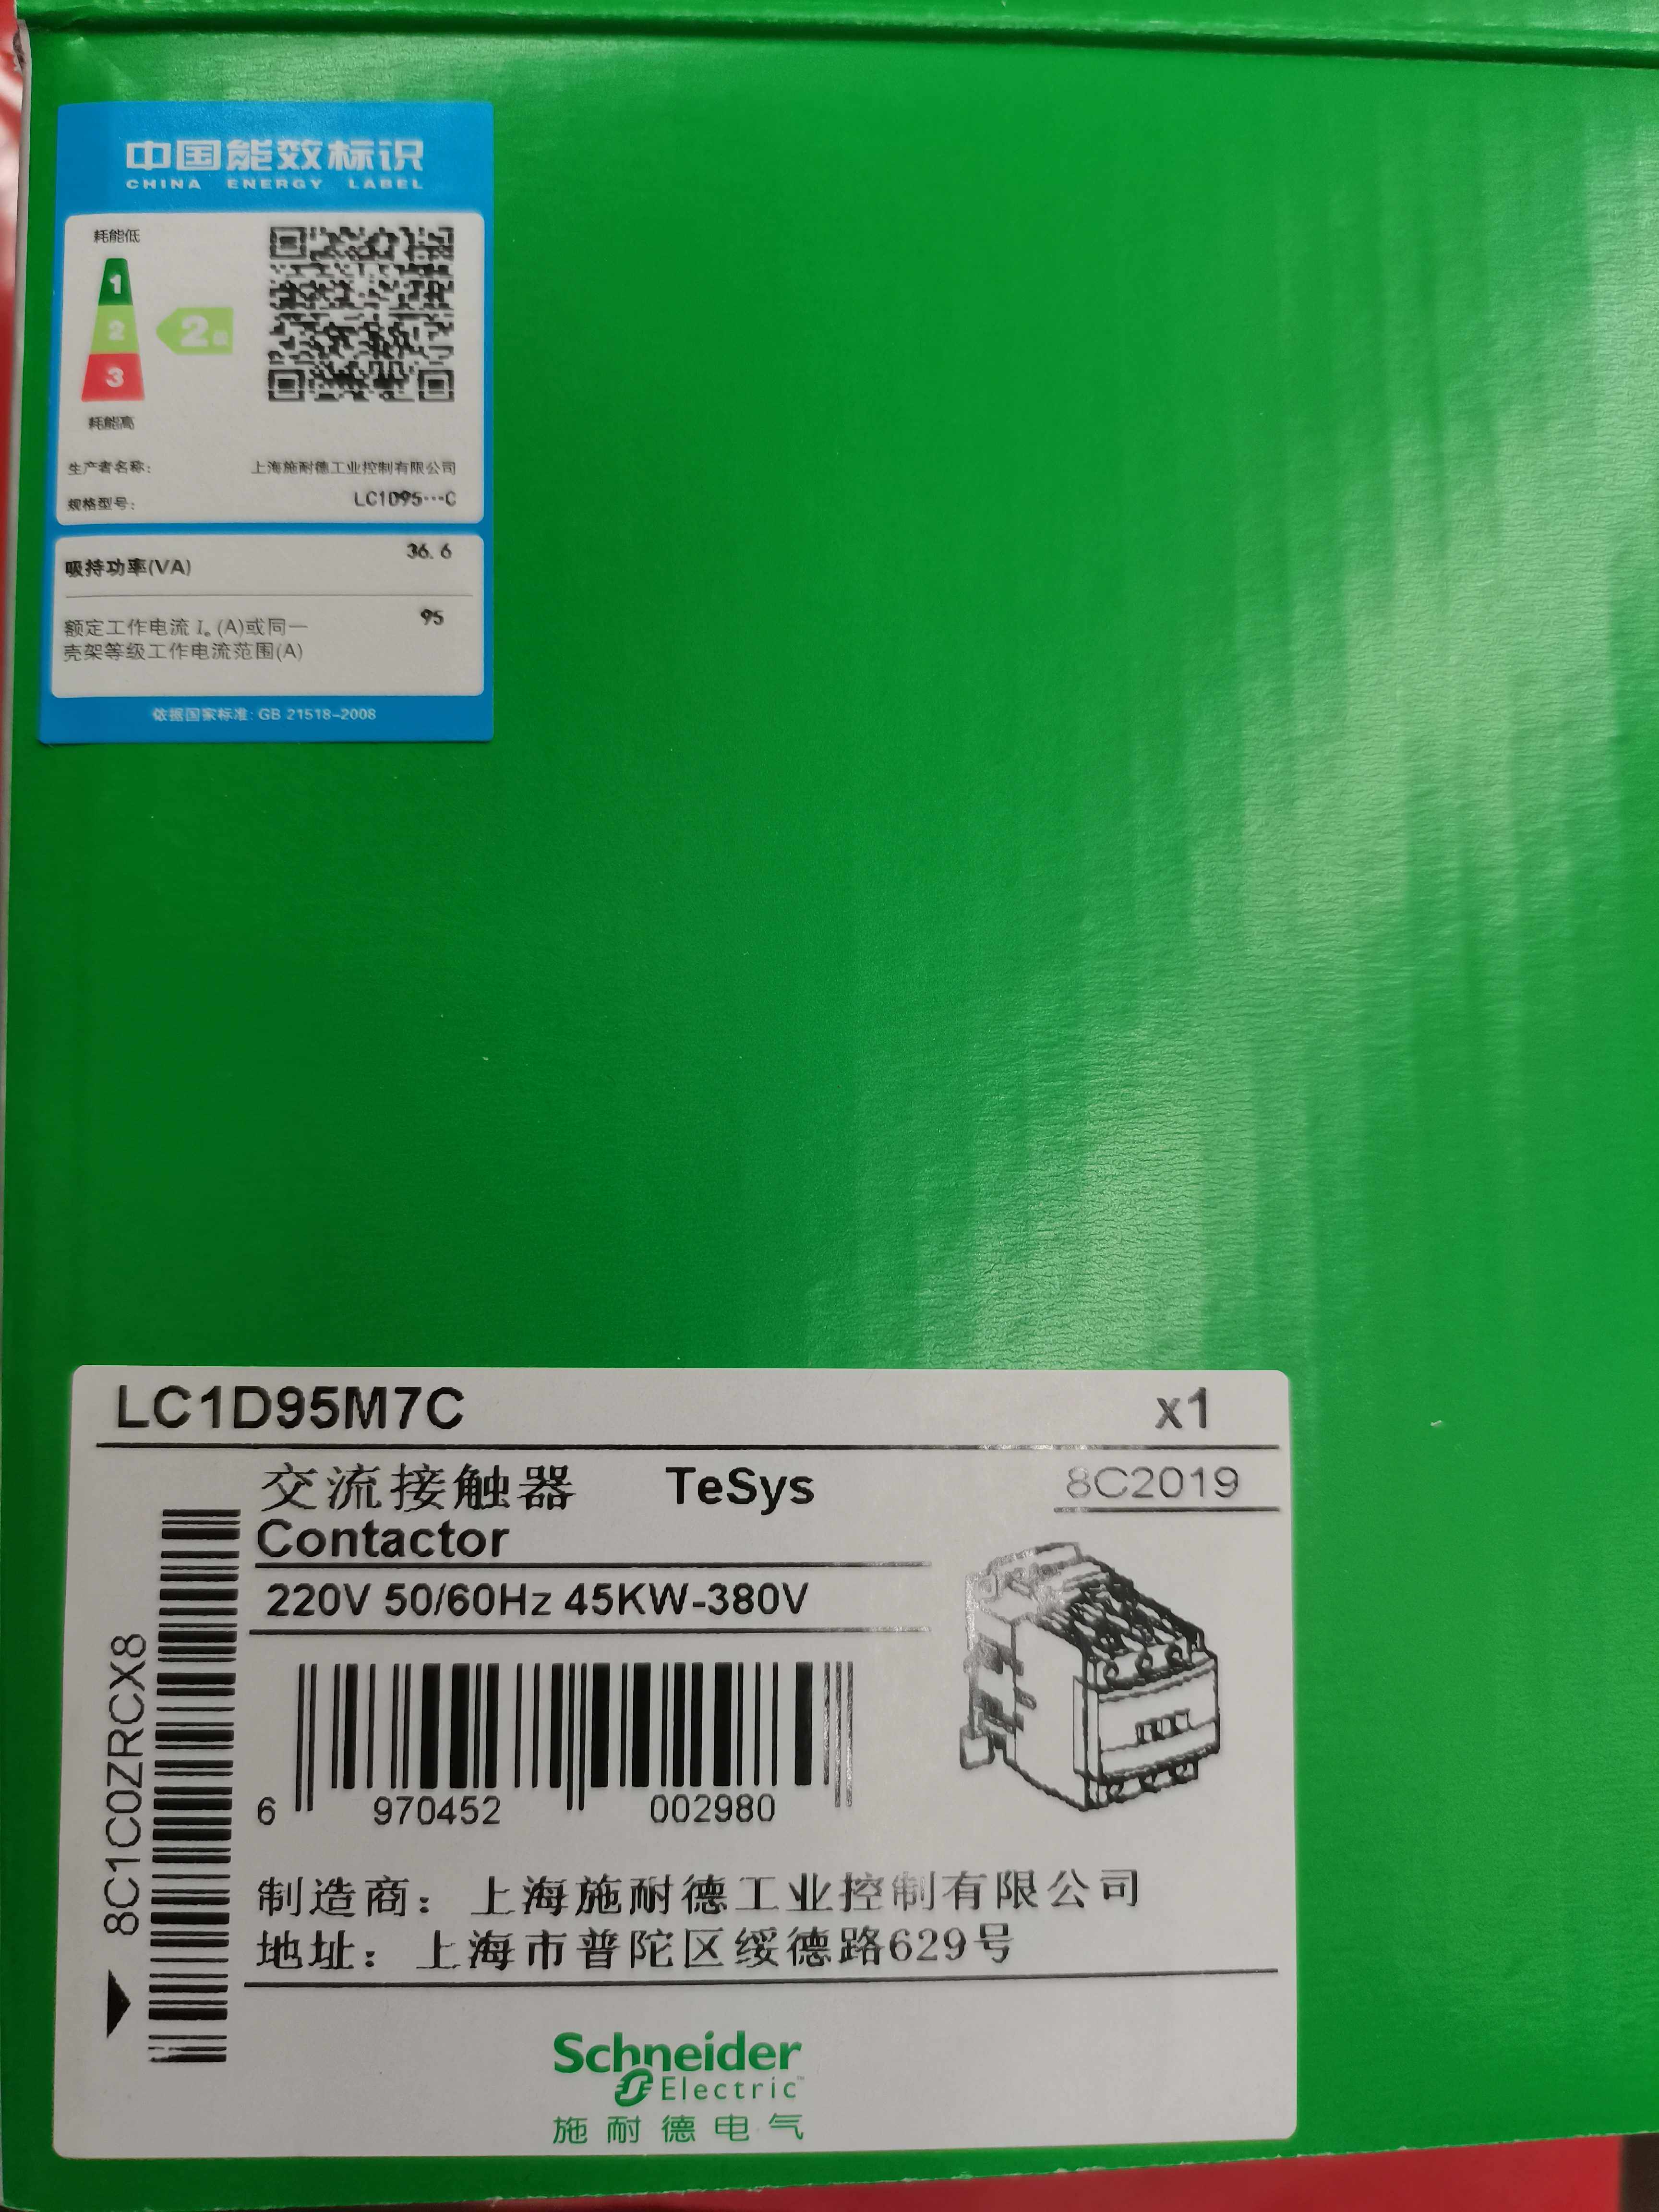 中国能效标识
CHINA ENERGY LABEL
耗能低
1
2
2级
3
耗能高
生产者名称: 上海施耐德工业控制有限公司
规格型号: LC1D95···C
吸持功率(VA) 36.6
额定工作电流 Iₑ (A)或同一 95
壳架等级工作电流范围(A)
依据国家标准: GB 21518-2008
LC1D95M7C x1
交流接触器 TeSys 8C2019
Contactor
220V 50/60Hz 45KW-380V
8C1C0ZRCX8
6 970452 002980
制造商: 上海施耐德工业控制有限公司
地址: 上海市普陀区绥德路629号
Schneider
Electric™
施耐德电气